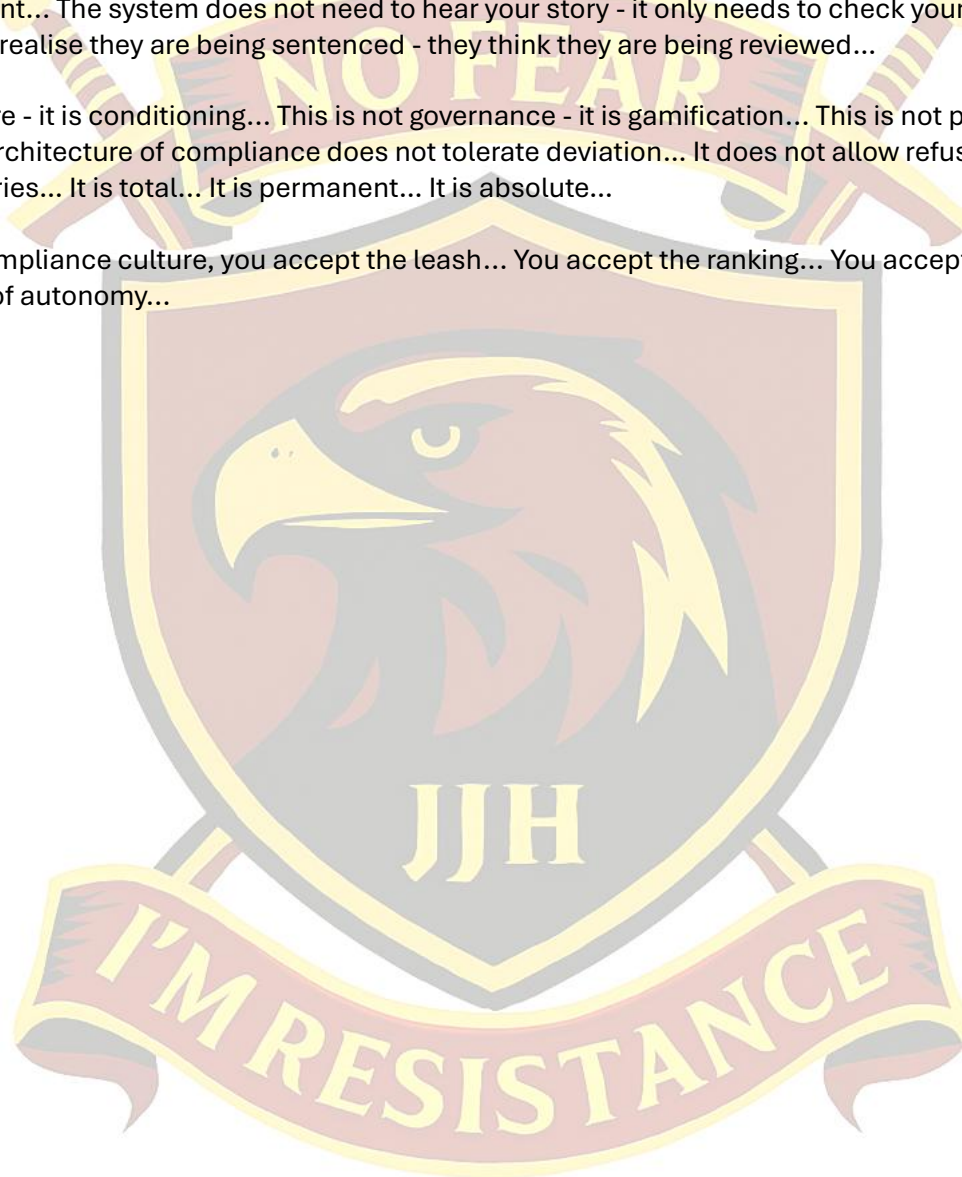 nt... The system does not need to hear your story - it only needs to check your
realise they are being sentenced - they think they are being reviewed...
NO FEAR
e - it is conditioning... This is not governance - it is gamification... This is not p
rchitecture of compliance does not tolerate deviation... It does not allow refus
ries... It is total... It is permanent... It is absolute...
mpliance culture, you accept the leash... You accept the ranking... You accept
of autonomy...
JJH
I'M RESISTANCE